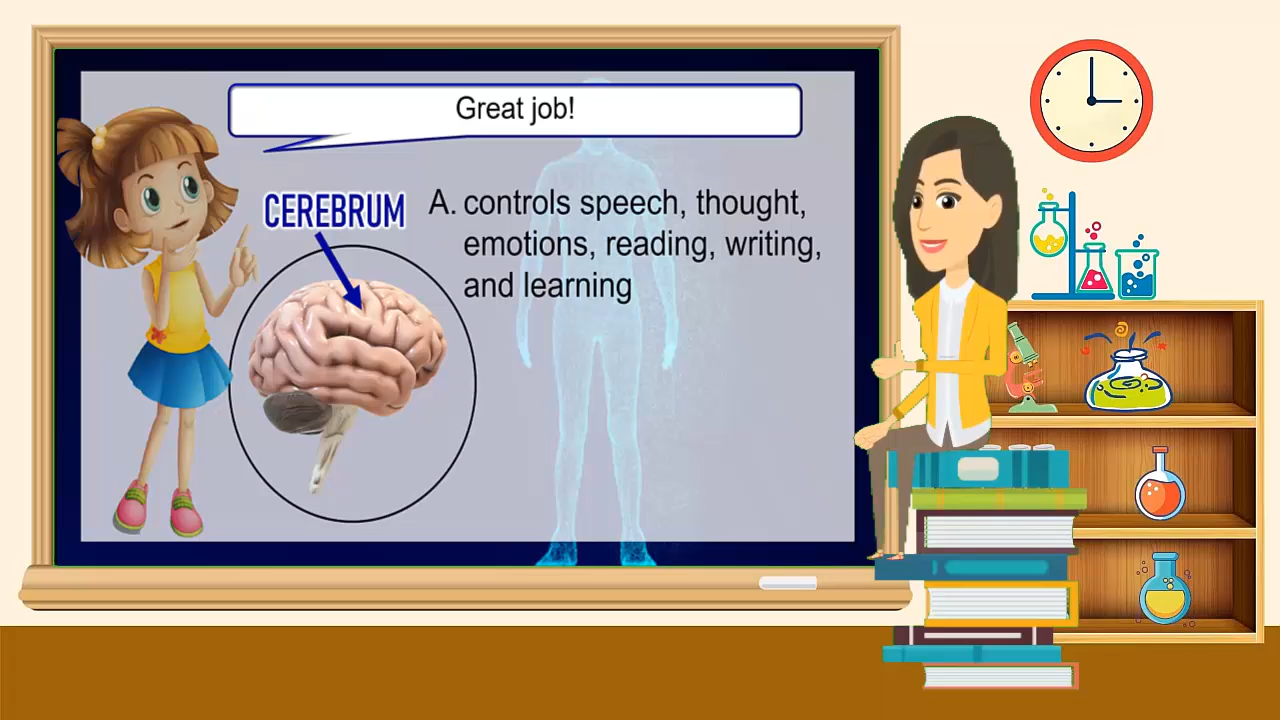 Great job!
CEREBRUM
A. controls speech, thought,
emotions, reading, writing,
and learning